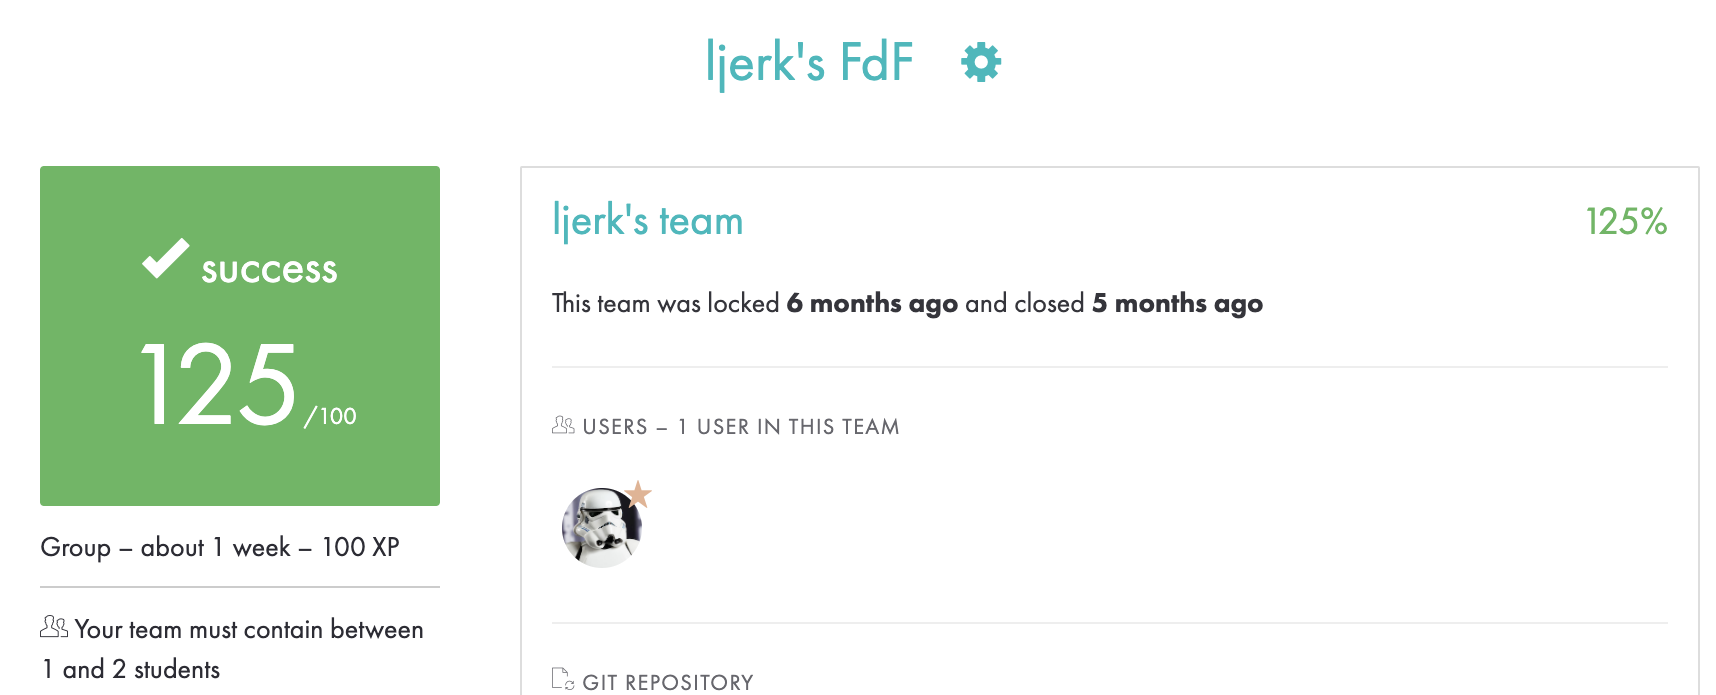 ljerk's FdF
success
125 /100
Group – about 1 week – 100 XP
Your team must contain between
1 and 2 students
ljerk's team
125%
This team was locked 6 months ago and closed 5 months ago
USERS – 1 USER IN THIS TEAM
GIT REPOSITORY